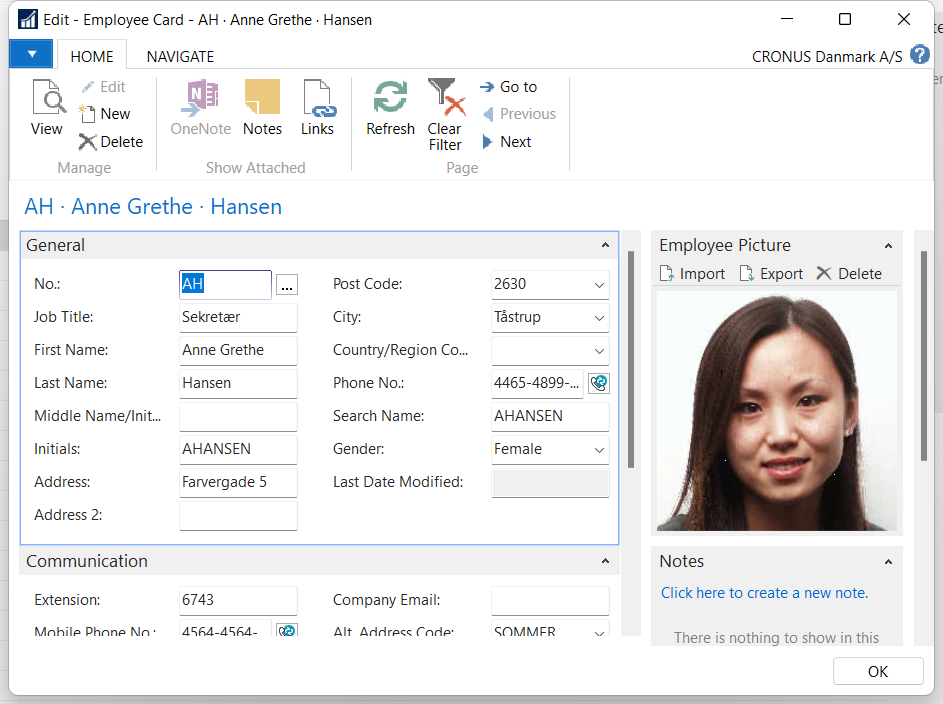 Edit - Employee Card - AH · Anne Grethe · Hansen
HOME NAVIGATE
CRONUS Danmark A/S
View
Edit
New
Delete
Manage
OneNote
Notes
Links
Show Attached
Refresh
Clear
Filter
Go to
Previous
Next
Page
AH · Anne Grethe · Hansen
General
No.: AH ...
Job Title: Sekretær
First Name: Anne Grethe
Last Name: Hansen
Middle Name/Init...
Initials: AHANSEN
Address: Farvergade 5
Address 2:
Post Code: 2630
City: Tåstrup
Country/Region Co...
Phone No.: 4465-4899-...
Search Name: AHANSEN
Gender: Female
Last Date Modified:
Communication
Extension: 6743
Mobile Phone No.: 4564-4564-
Company Email:
Alt. Address Code: SOMMER
Employee Picture
Import Export Delete
Notes
Click here to create a new note.
There is nothing to show in this
OK